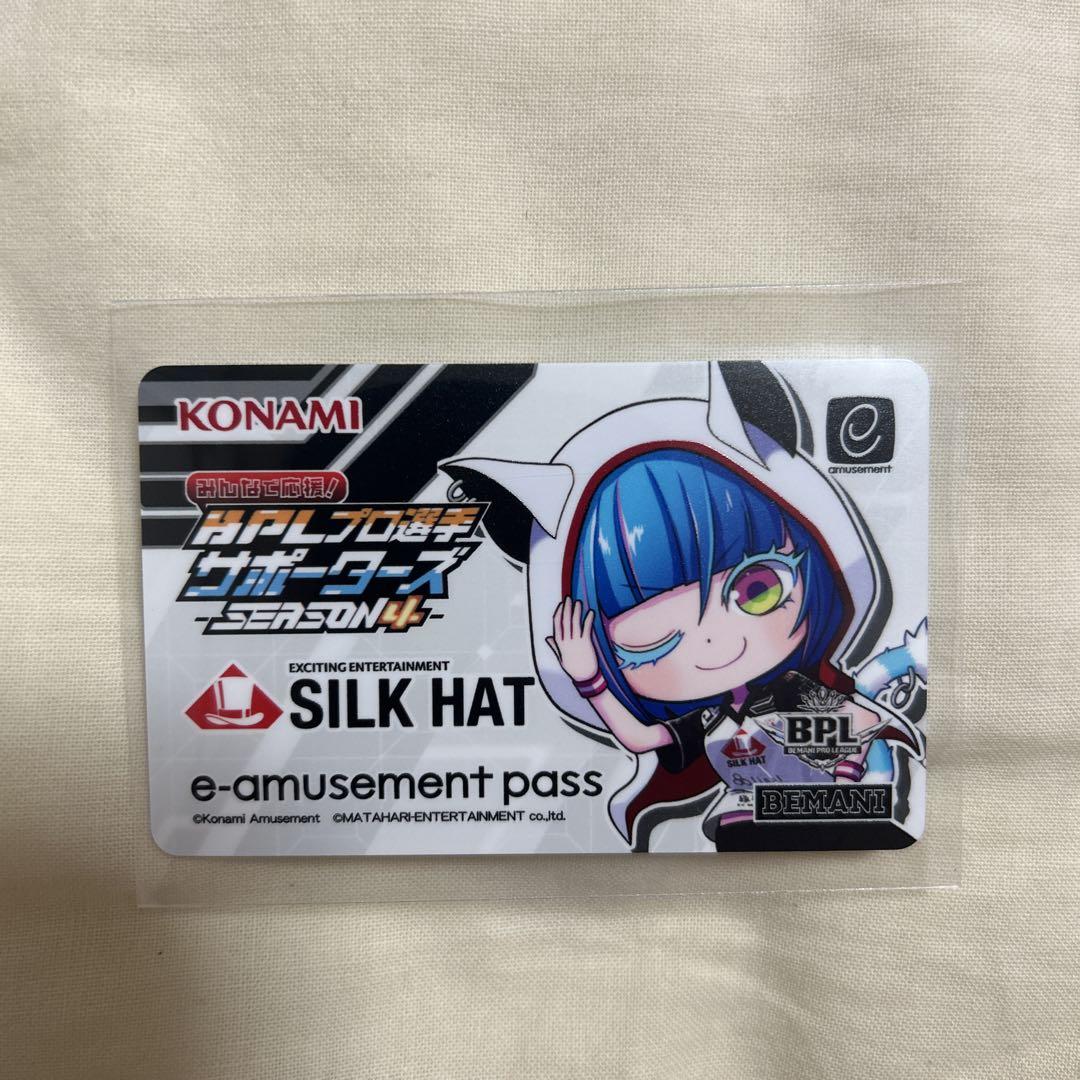 KONAMI
e
amusement
みんなで応援!
BPLプロ選手
サポーターズ
-SEASON4-
EXCITING ENTERTAINMENT
SILK HAT
e-amusement pass
©Konami Amusement ©MATAHARI-ENTERTAINMENT co.,ltd.
SILK HAT
BPL
BEMANI PRO LEAGUE
BEMANI